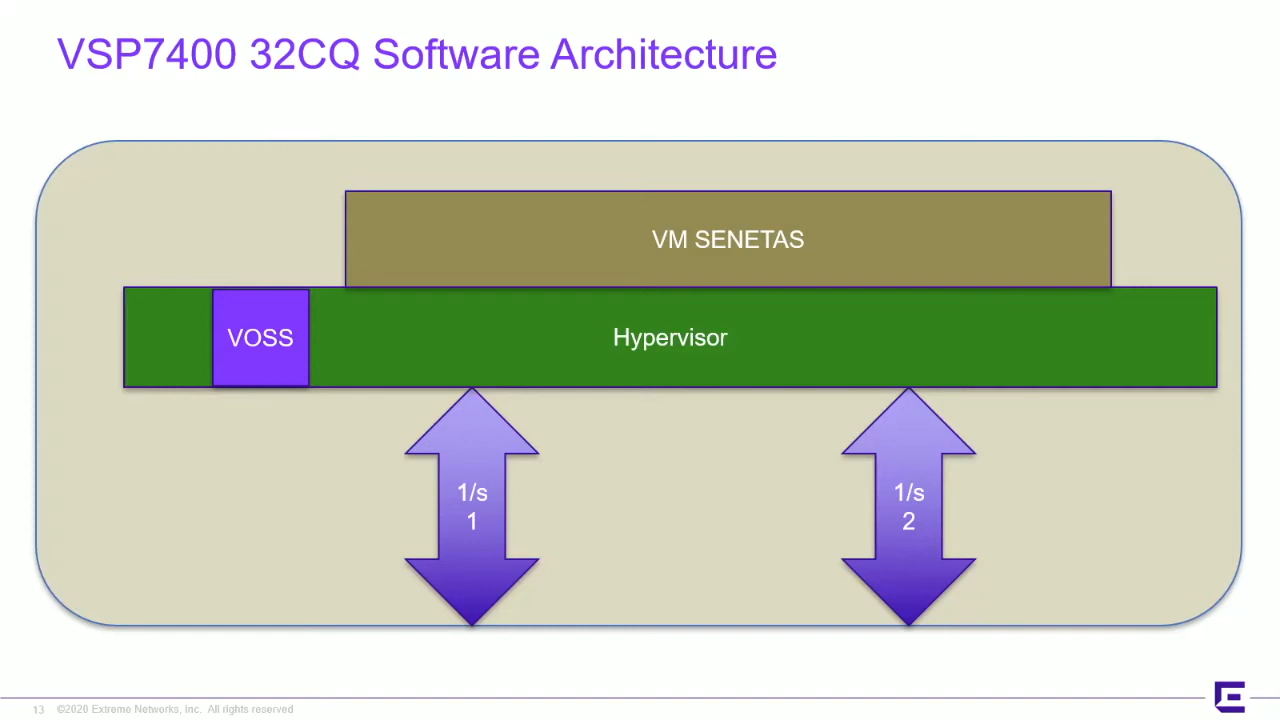 VSP7400 32CQ Software Architecture
VM SENETAS
VOSS
Hypervisor
1/s
1
1/s
2
13 ©2020 Extreme Networks, Inc. All rights reserved